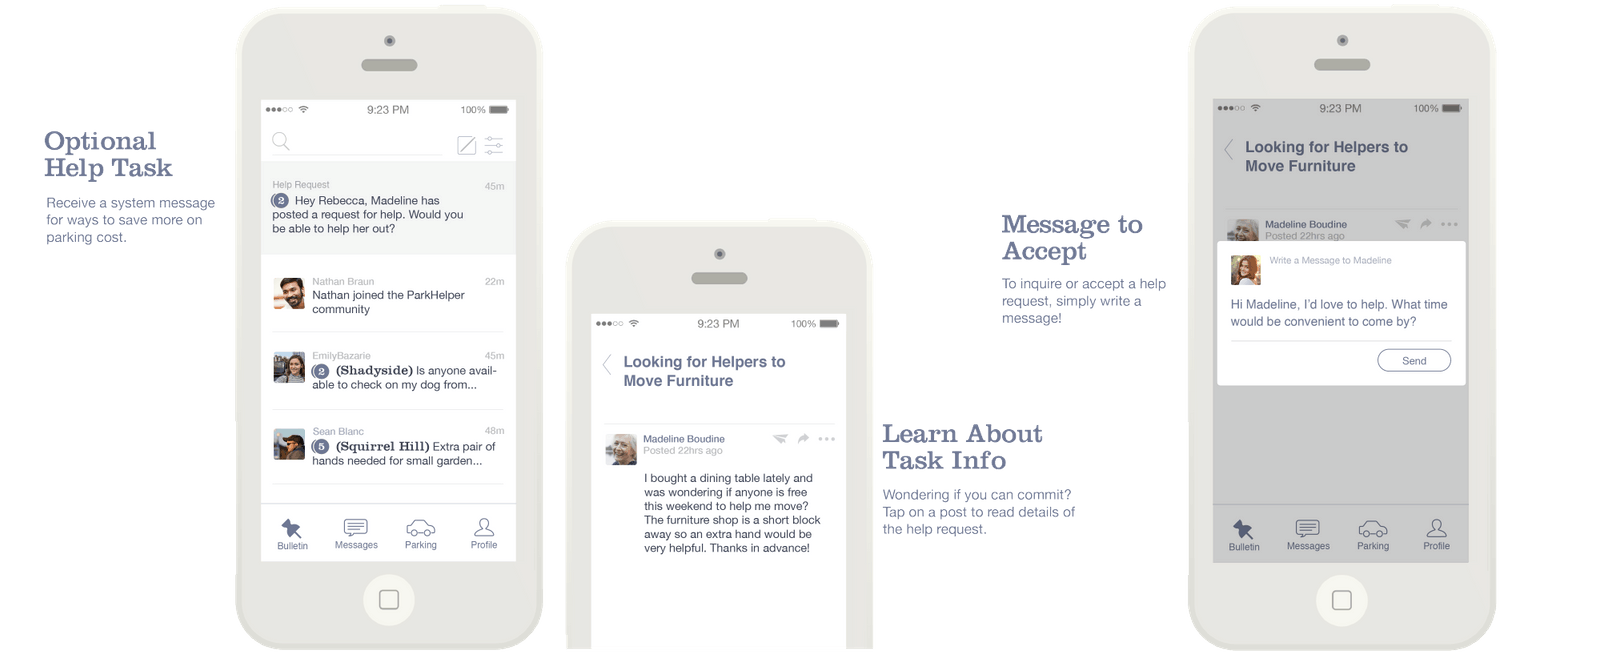 Optional
Help Task
Receive a system message
for ways to save more on
parking cost.
9:23 PM 100%
Help Request 45m
2 Hey Rebecca, Madeline has
posted a request for help. Would you
be able to help her out?
Nathan Braun 22m
Nathan joined the ParkHelper
community
EmilyBazarie 45m
2 (Shadyside) Is anyone avail-
able to check on my dog from...
Sean Blanc 48m
5 (Squirrel Hill) Extra pair of
hands needed for small garden...
Bulletin Messages Parking Profile
9:23 PM 100%
Looking for Helpers to
Move Furniture
Madeline Boudine
Posted 22hrs ago
I bought a dining table lately and
was wondering if anyone is free
this weekend to help me move?
The furniture shop is a short block
away so an extra hand would be
very helpful. Thanks in advance!
Learn About
Task Info
Wondering if you can commit?
Tap on a post to read details of
the help request.
Message to
Accept
To inquire or accept a help
request, simply write a
message!
9:23 PM 100%
Looking for Helpers to
Move Furniture
Madeline Boudine
Posted 22hrs ago
Write a Message to Madeline
Hi Madeline, I'd love to help. What time
would be convenient to come by?
Send
Bulletin Messages Parking Profile